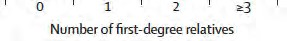 0 1 2 ≥3
Number of first-degree relatives